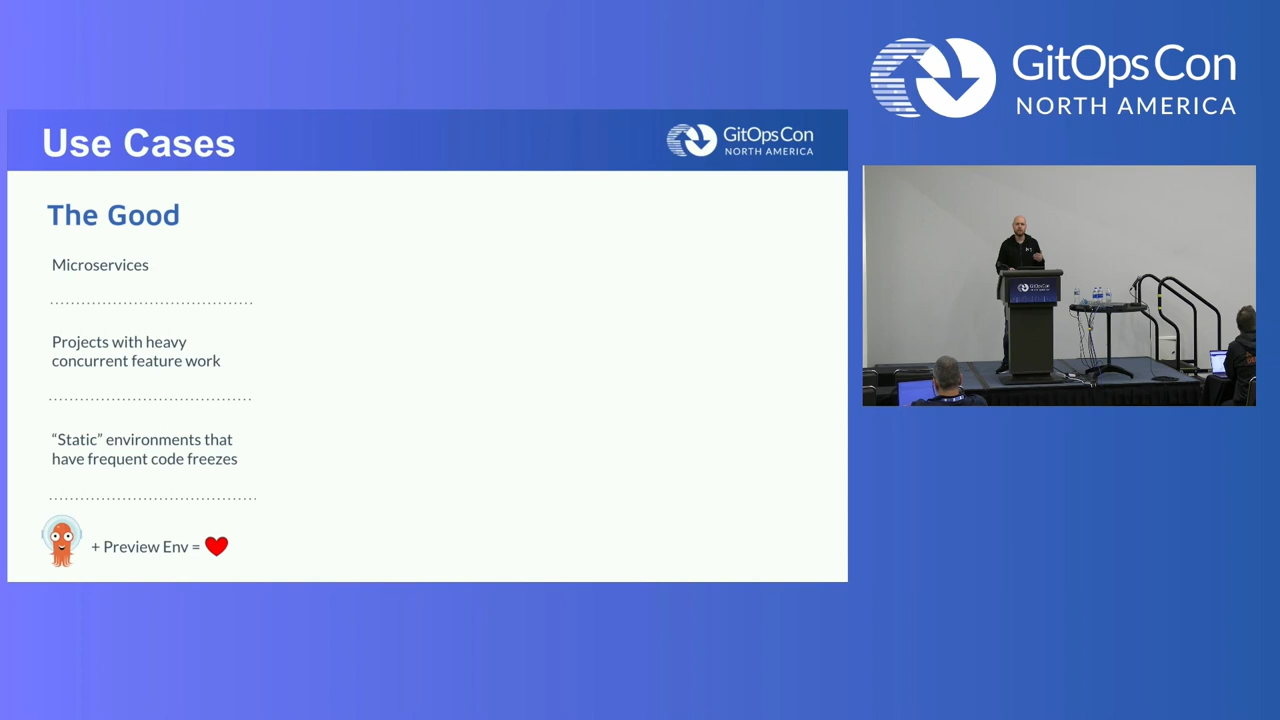 GitOpsCon
NORTH AMERICA
Use Cases
GitOpsCon
NORTH AMERICA
The Good
Microservices
Projects with heavy
concurrent feature work
“Static” environments that
have frequent code freezes
+ Preview Env =
GitOpsCon